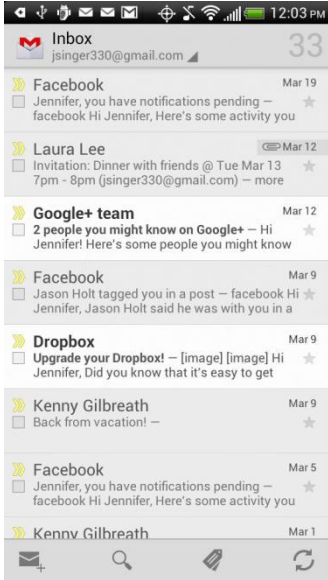 12:03 PM
Inbox
jsinger330@gmail.com
33
Facebook Mar 19
Jennifer, you have notifications pending –
facebook Hi Jennifer, Here's some activity you
Laura Lee Mar 12
Invitation: Dinner with friends @ Tue Mar 13
7pm - 8pm (jsinger330@gmail.com) – more
Google+ team Mar 12
2 people you might know on Google+ – Hi
Jennifer! Here's some people you might know
Facebook Mar 9
Jason Holt tagged you in a post – facebook Hi
Jennifer, Jason Holt said he was with you in a
Dropbox Mar 9
Upgrade your Dropbox! – [image] [image] Hi
Jennifer, Did you know that it's easy to get
Kenny Gilbreath Mar 9
Back from vacation! –
Facebook Mar 5
Jennifer, you have notifications pending –
facebook Hi Jennifer, Here's some activity you
Kenny Gilbreath Mar 1